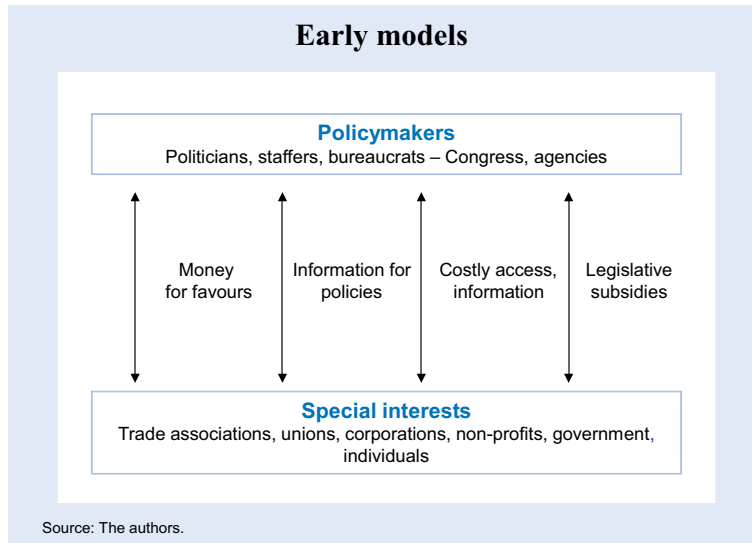 Early models
Policymakers
Politicians, staffers, bureaucrats – Congress, agencies
Money
for favours
Information for
policies
Costly access,
information
Legislative
subsidies
Special interests
Trade associations, unions, corporations, non-profits, government,
individuals
Source: The authors.